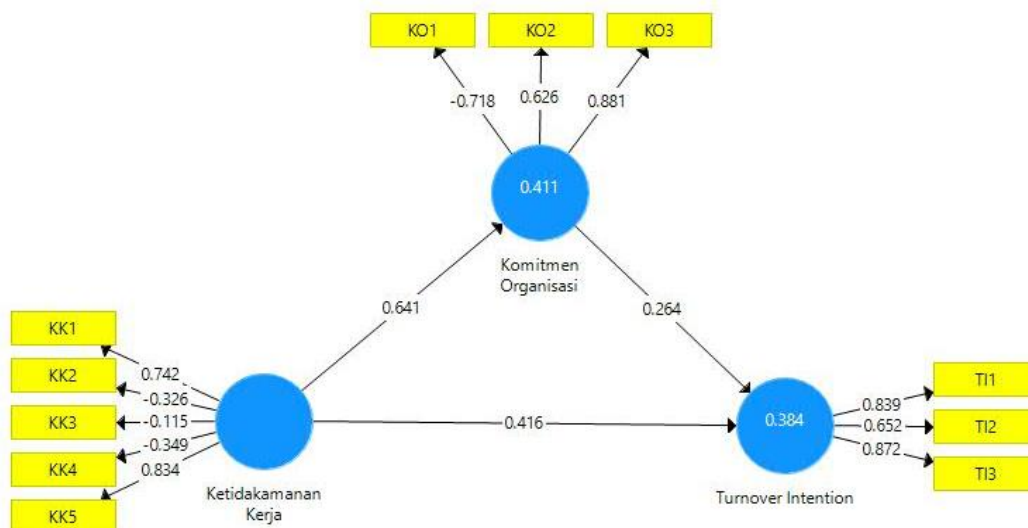 KO1 KO2 KO3
-0.718 0.626 0.881
0.411
Komitmen
Organisasi
0.641 0.264
KK1
KK2
KK3
KK4
KK5
0.742
-0.326
-0.115
-0.349
0.834
Ketidakamanan
Kerja
0.416
0.384
Turnover Intention
0.839
0.652
0.872
TI1
TI2
TI3